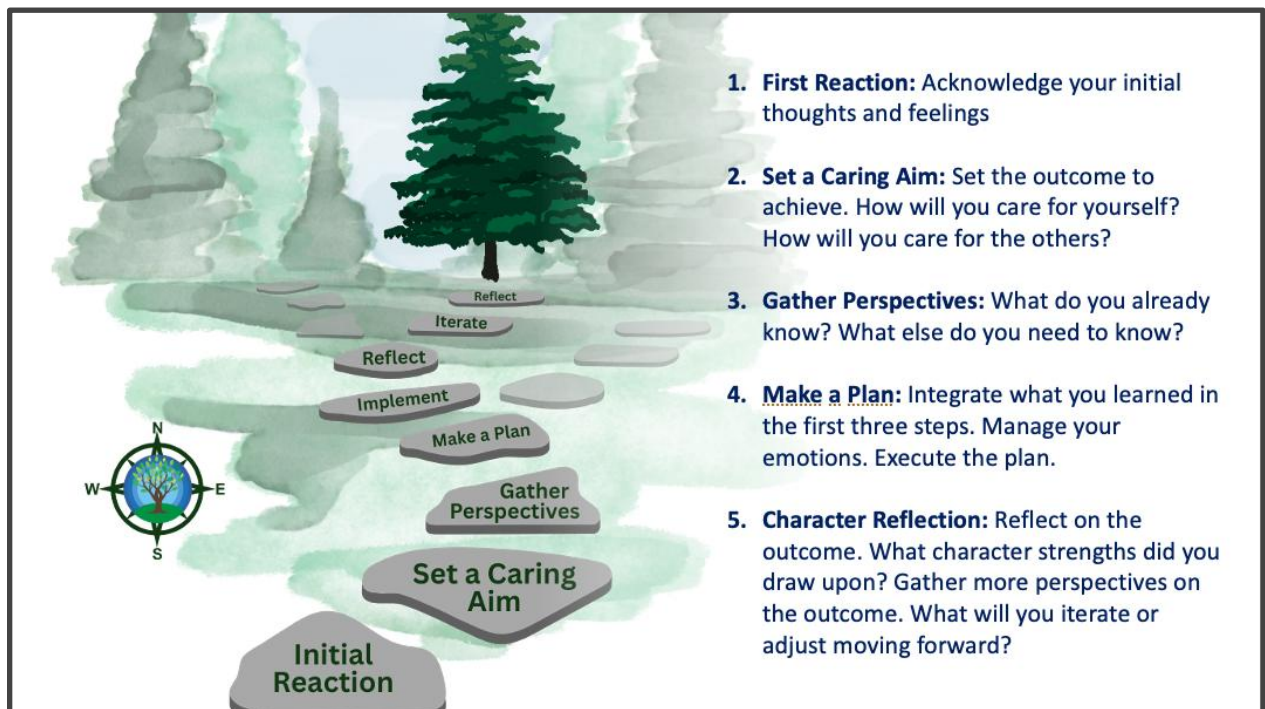 1. First Reaction: Acknowledge your initial
thoughts and feelings
2. Set a Caring Aim: Set the outcome to
achieve. How will you care for yourself?
How will you care for the others?
3. Gather Perspectives: What do you already
know? What else do you need to know?
4. Make a Plan: Integrate what you learned in
the first three steps. Manage your
emotions. Execute the plan.
5. Character Reflection: Reflect on the
outcome. What character strengths did you
draw upon? Gather more perspectives on
the outcome. What will you iterate or
adjust moving forward?
Reflect
Iterate
Reflect
Implement
Make a Plan
Gather
Perspectives
Set a Caring
Aim
Initial
Reaction
N
W
E
S